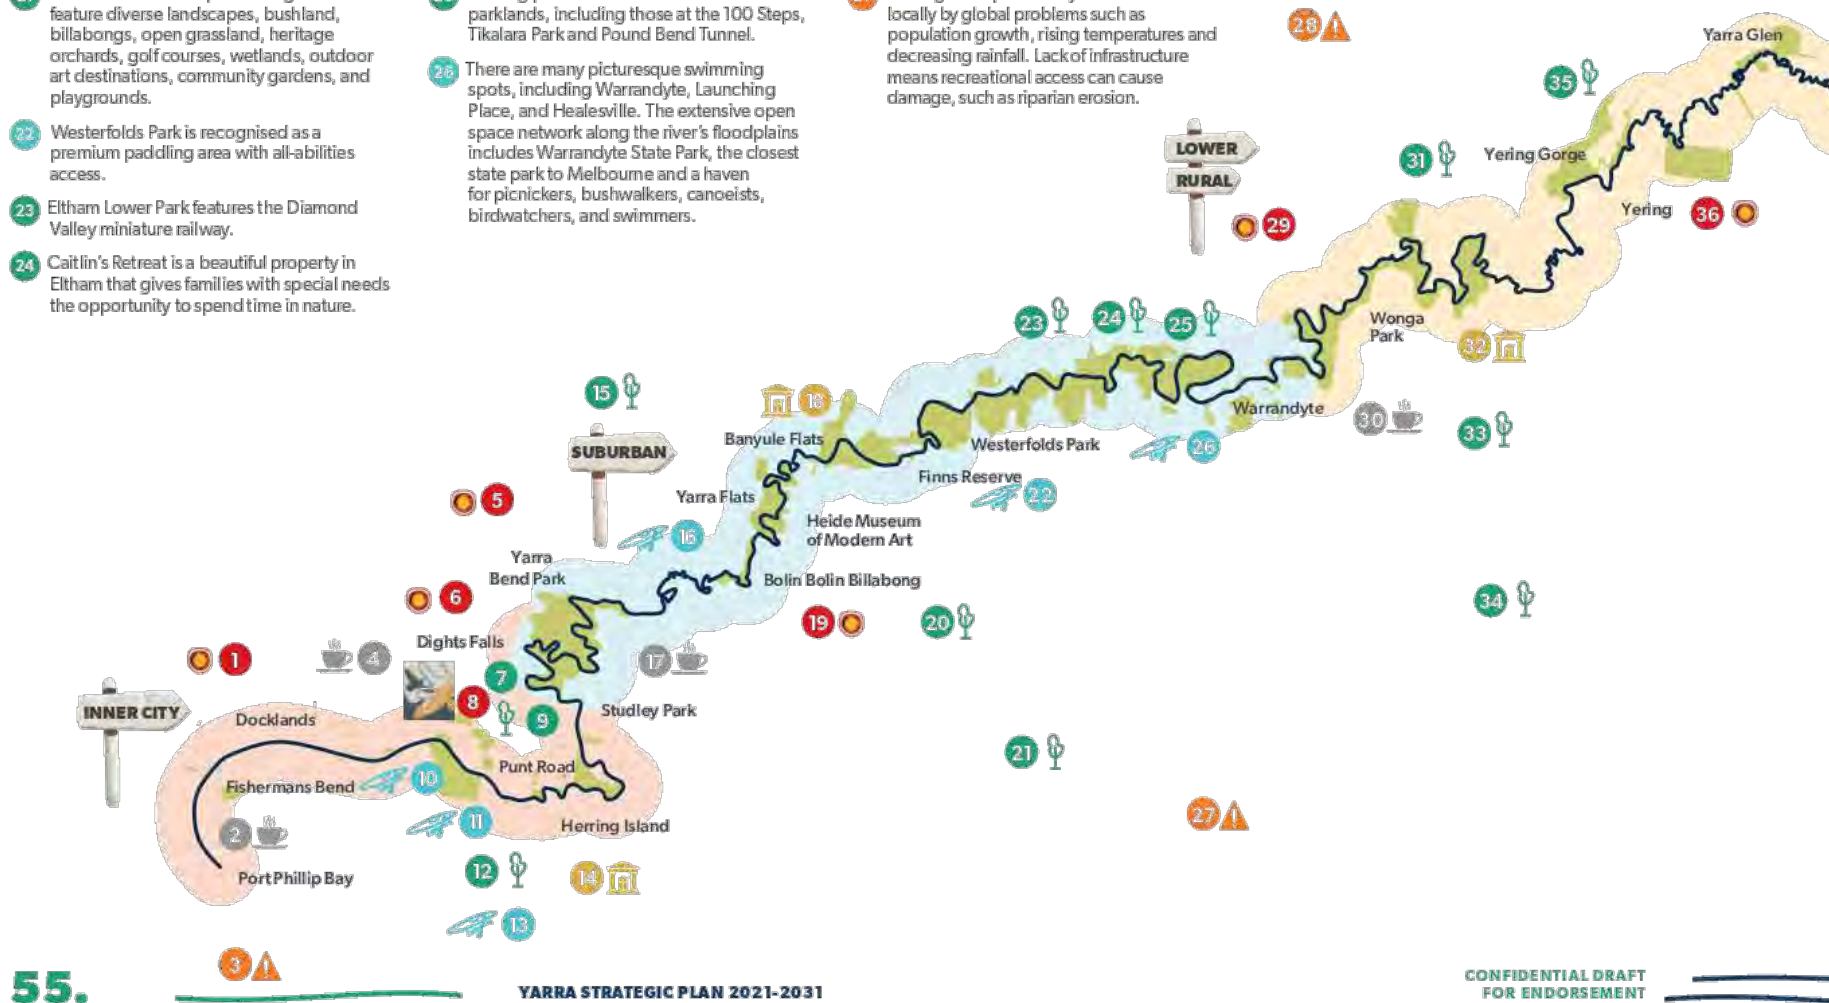 feature diverse landscapes, bushland,
billabongs, open grassland, heritage
orchards, golf courses, wetlands, outdoor
art destinations, community gardens, and
playgrounds.
22 Westerfolds Park is recognised as a
premium paddling area with all-abilities
access.
23 Eltham Lower Park features the Diamond
Valley miniature railway.
24 Caitlin's Retreat is a beautiful property in
Eltham that gives families with special needs
the opportunity to spend time in nature.
parklands, including those at the 100 Steps,
Tikalara Park and Pound Bend Tunnel.
26 There are many picturesque swimming
spots, including Warrandyte, Launching
Place, and Healesville. The extensive open
space network along the river's floodplains
includes Warrandyte State Park, the closest
state park to Melbourne and a haven
for picnickers, bushwalkers, canoeists,
birdwatchers, and swimmers.
locally by global problems such as
population growth, rising temperatures and
decreasing rainfall. Lack of infrastructure
means recreational access can cause
damage, such as riparian erosion.
28
Yarra Glen
35
LOWER
RURAL
31
Yering Gorge
29
Yering
36
23
24
25
Wonga
Park
32
15
18
Warrandyte
30
33
SUBURBAN
Banyule Flats
Westerfolds Park
26
Finns Reserve
22
5
Yarra Flats
16
Heide Museum
of Modern Art
Yarra
Bend Park
Bolin Bolin Billabong
6
19
20
34
Dights Falls
1
4
17
7
8
9
INNER CITY
Docklands
Studley Park
21
Punt Road
Fishermans Bend
10
27
2
11
Herring Island
Port Phillip Bay
12
14
13
3
55.
YARRA STRATEGIC PLAN 2021-2031
CONFIDENTIAL DRAFT
FOR ENDORSEMENT